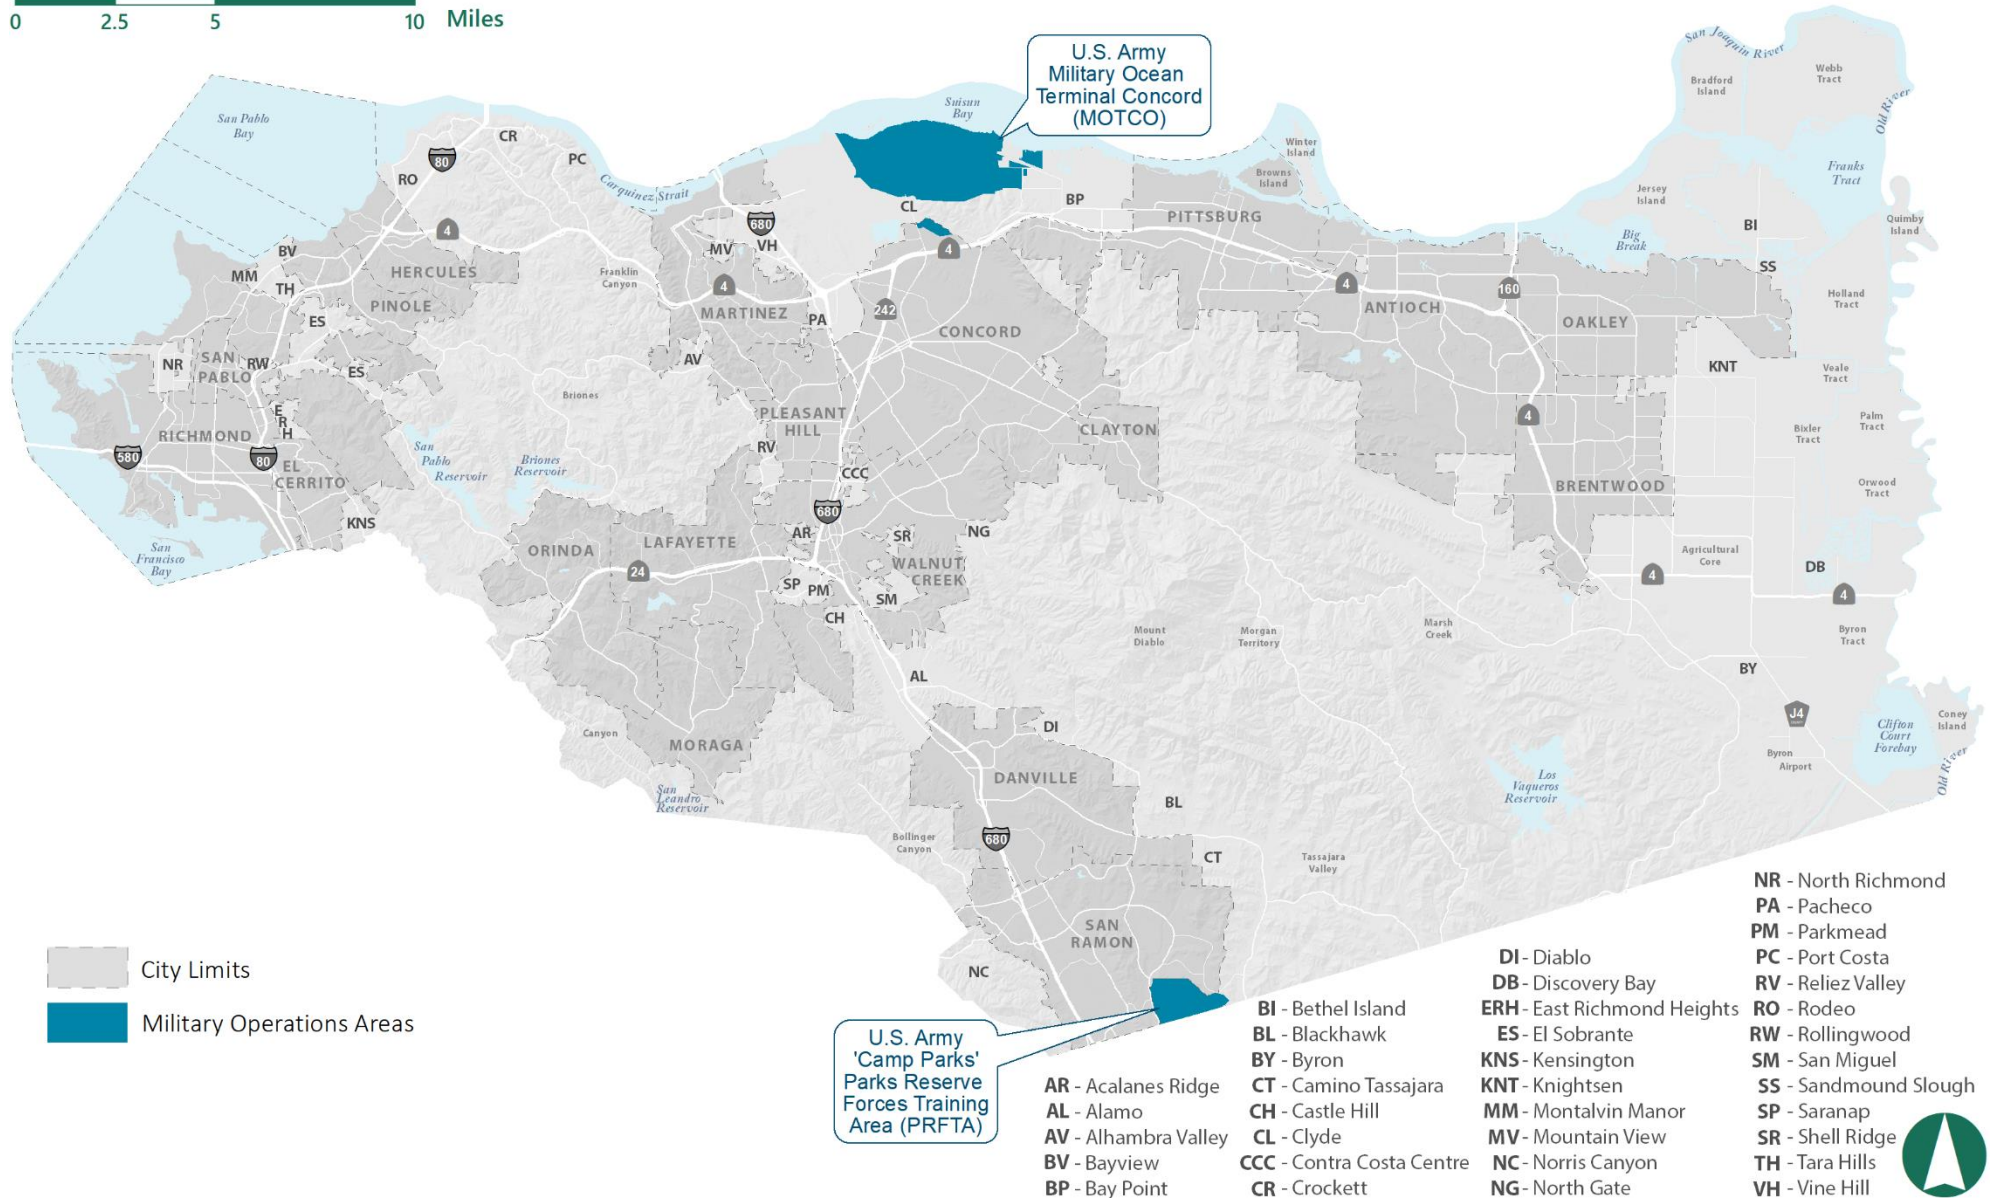 0 2.5 5 10 Miles
U.S. Army
Military Ocean
Terminal Concord
(MOTCO)
San Joaquin River
Bradford
Island
Webb
Tract
Old River
San Pablo
Bay
Suisun
Bay
CR
80
PC
RO
Carquinez Strait
Winter
Island
Browns
Island
Franks
Tract
Jersey
Island
Quimby
Island
BI
BP
CL
PITTSBURG
680
VH
MV
4
4
4
BV
MM
TH
HERCULES
PINOLE
ES
Franklin
Canyon
MARTINEZ
PA
242
CONCORD
4
ANTIOCH
160
OAKLEY
Big
Break
SS
Holland
Tract
NR
SAN
PABLO
RW
ES
AV
KNT
Veale
Tract
Briones
E
R
H
RICHMOND
580
80
EL
CERRITO
KNS
San
Pablo
Reservoir
Briones
Reservoir
PLEASANT
HILL
RV
CCC
CLAYTON
4
Palm
Tract
Bixler
Tract
BRENTWOOD
Orwood
Tract
San
Francisco
Bay
680
ORINDA
LAFAYETTE
24
AR
SR
NG
WALNUT
CREEK
SP
PM
SM
CH
Agricultural
Core
DB
4
4
Mount
Diablo
Morgan
Territory
Marsh
Creek
Byron
Tract
AL
BY
DI
J4
Coney
Island
Clifton
Court
Forebay
Old River
Byron
Airport
Canyon
MORAGA
San
Leandro
Reservoir
DANVILLE
BL
Los
Vaqueros
Reservoir
680
Bollinger
Canyon
CT
Tassajara
Valley
SAN
RAMON
NC
City Limits
Military Operations Areas
U.S. Army
'Camp Parks'
Parks Reserve
Forces Training
Area (PRFTA)
AR - Acalanes Ridge
AL - Alamo
AV - Alhambra Valley
BV - Bayview
BP - Bay Point
BI - Bethel Island
BL - Blackhawk
BY - Byron
CT - Camino Tassajara
CH - Castle Hill
CL - Clyde
CCC - Contra Costa Centre
CR - Crockett
DI - Diablo
DB - Discovery Bay
ERH - East Richmond Heights
ES - El Sobrante
KNS - Kensington
KNT - Knightsen
MM - Montalvin Manor
MV - Mountain View
NC - Norris Canyon
NG - North Gate
NR - North Richmond
PA - Pacheco
PM - Parkmead
PC - Port Costa
RV - Reliez Valley
RO - Rodeo
RW - Rollingwood
SM - San Miguel
SS - Sandmound Slough
SP - Saranap
SR - Shell Ridge
TH - Tara Hills
VH - Vine Hill